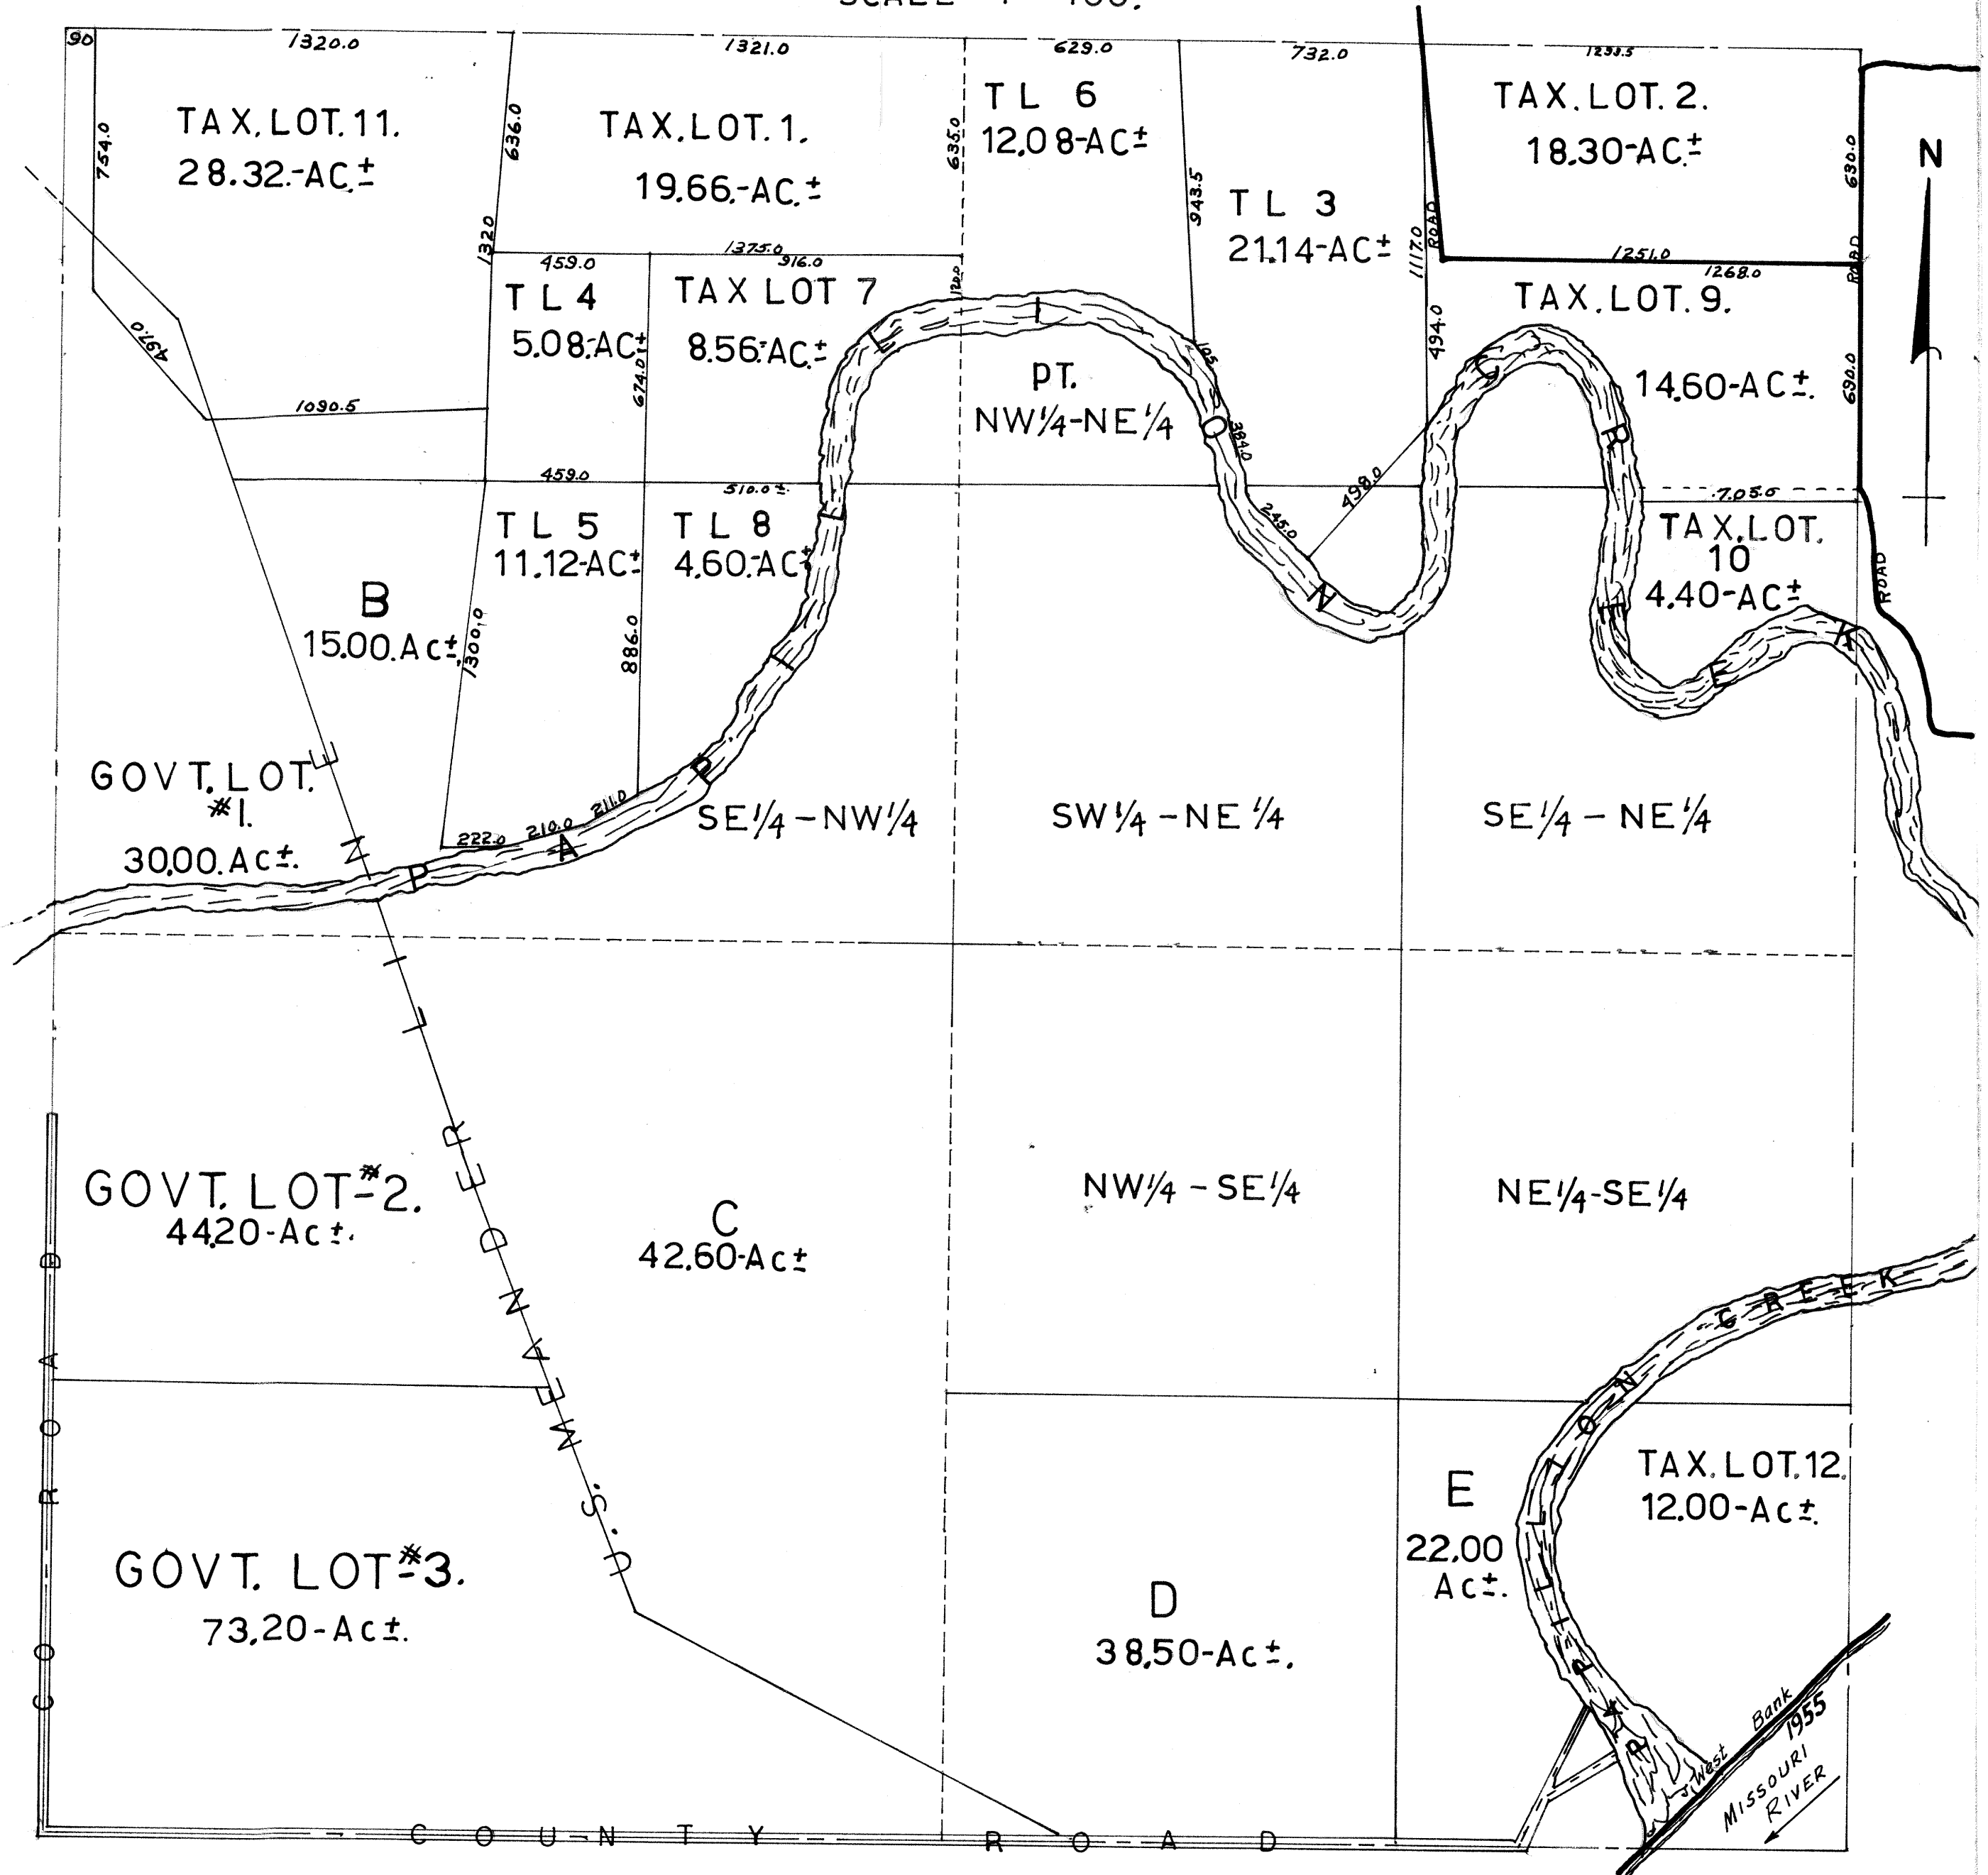 90
1320.0
1321.0
629.0
732.0
1293.5
TAX. LOT. 11.
28.32.-AC.±
754.0
636.0
TAX. LOT. 1.
19.66.-AC.±
635.0
TL 6
12.08-AC±
943.5
TL 3
21.14-AC±
1117.0
ROAD
TAX. LOT. 2.
18.30-AC.±
630.0
ROAD
N
1320
1375.0
459.0
916.0
120.0
1251.0
1268.0
TL 4
5.08-AC±
674.0±
TAX LOT 7
8.56-AC.±
497.0
1090.5
PT.
NW¼-NE¼
105
384.0
494.0
498.0
245.0
TAX. LOT. 9.
14.60-AC±.
690.0
459.0
510.0±
705.0
TL 5
11.12-AC±
TL 8
4.60-AC±
TAX. LOT.
10
4.40-AC±
ROAD
B
15.00. Ac±.
1300.0
886.0
PAPILLION CREEK
GOVT. LOT.
#1.
30.00. Ac±.
222.0
210.0
211.0
SE¼-NW¼
SW¼-NE¼
SE¼-NE¼
U.S. MEANDER LINE
GOVT. LOT #2.
44.20-Ac±.
C
42.60-Ac±
NW¼-SE¼
NE¼-SE¼
PAPILLION CREEK
CO ROAD
GOVT. LOT #3.
73.20-Ac±.
D
38.50-Ac±.
E
22.00
Ac±.
TAX. LOT. 12.
12.00-Ac±.
West Bank
1955
MISSOURI
RIVER
COUNTY ROAD